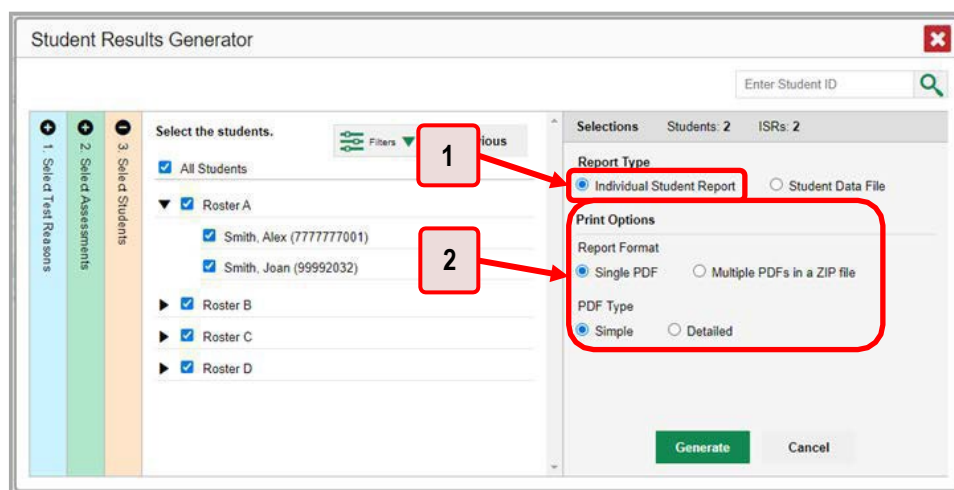 Student Results Generator
Enter Student ID
1. Select Test Reasons
2. Select Assessments
3. Select Students
Select the students.
Filters
1
All Students
Roster A
Smith, Alex (7777777001)
Smith, Joan (99992032)
2
Roster B
Roster C
Roster D
Selections Students: 2 ISRs: 2
Report Type
Individual Student Report Student Data File
Print Options
Report Format
Single PDF Multiple PDFs in a ZIP file
PDF Type
Simple Detailed
Generate Cancel